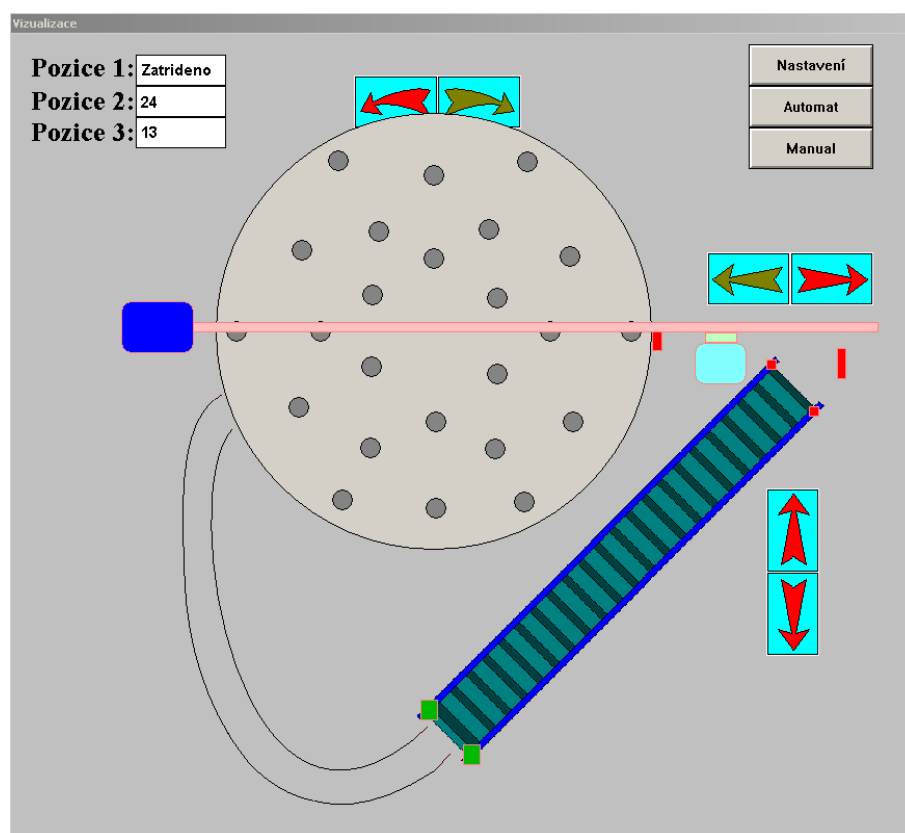 Vizualizace
Pozice 1: Zatrideno
Pozice 2: 24
Pozice 3: 13
Nastavení
Automat
Manual